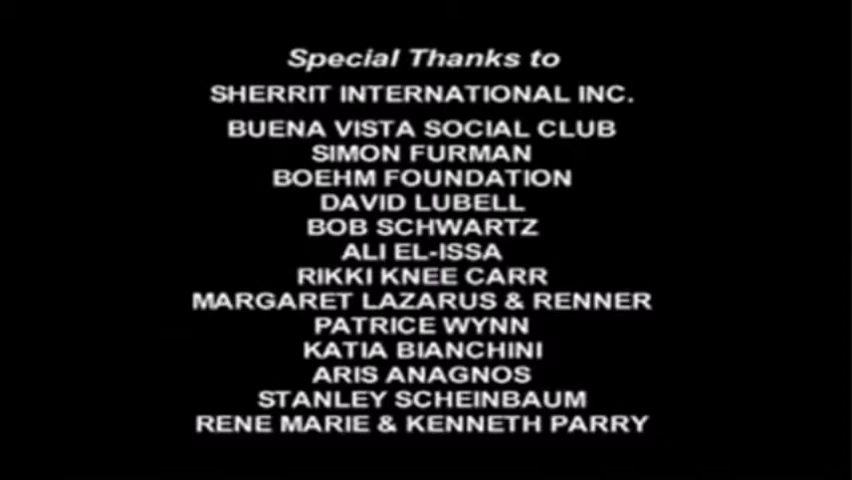 Special Thanks to
SHERRIT INTERNATIONAL INC.
BUENA VISTA SOCIAL CLUB
SIMON FURMAN
BOEHM FOUNDATION
DAVID LUBELL
BOB SCHWARTZ
ALI EL-ISSA
RIKKI KNEE CARR
MARGARET LAZARUS & RENNER
PATRICE WYNN
KATIA BIANCHINI
ARIS ANAGNOS
STANLEY SCHEINBAUM
RENE MARIE & KENNETH PARRY